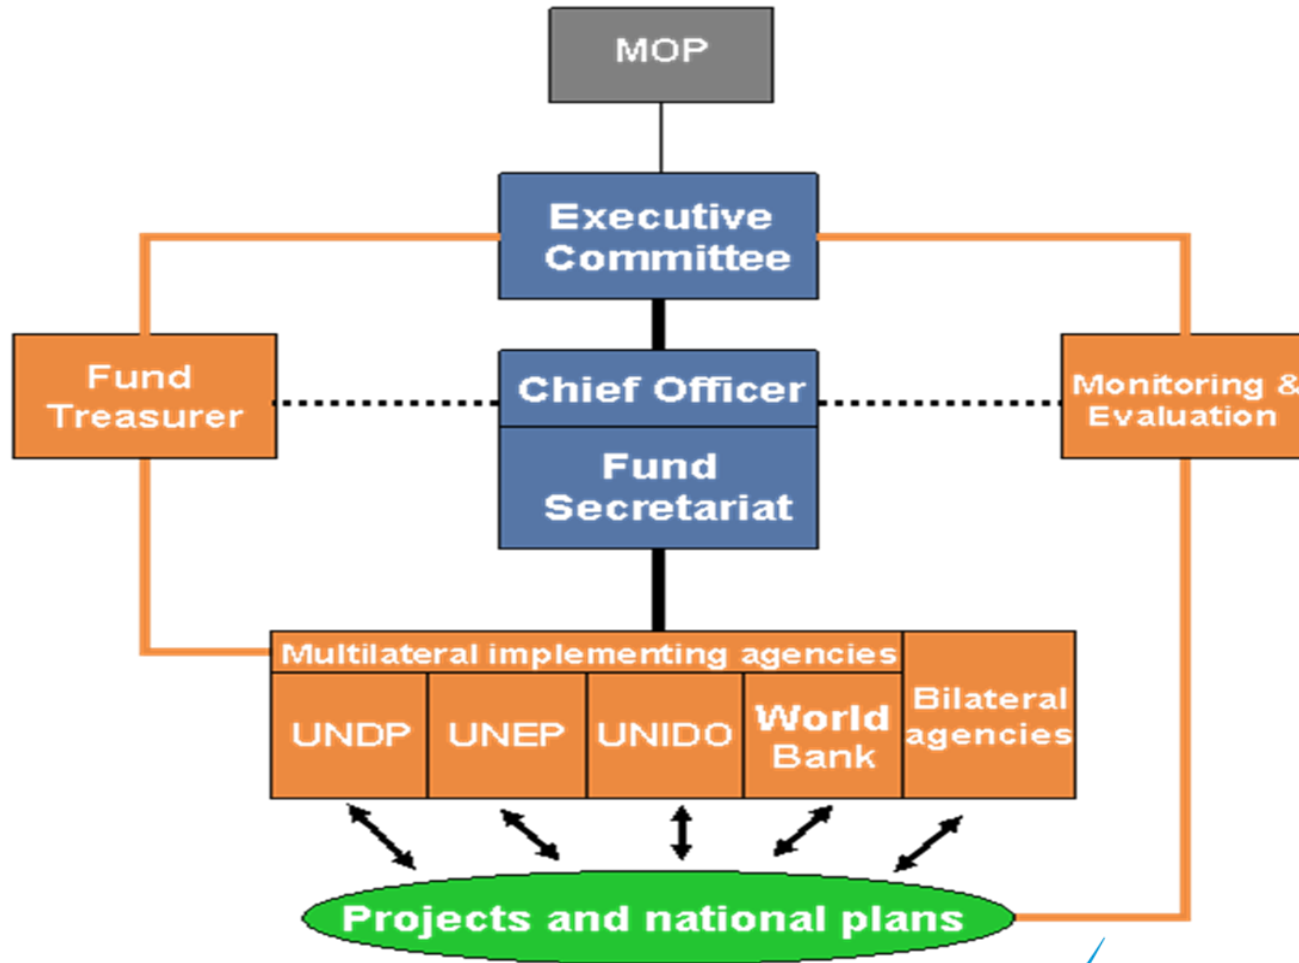 MOP
Executive
Committee
Fund
Treasurer
Chief Officer
Monitoring &
Evaluation
Fund
Secretariat
Multilateral implementing agencies
UNDP
UNEP
UNIDO
World
Bank
Bilateral
agencies
Projects and national plans